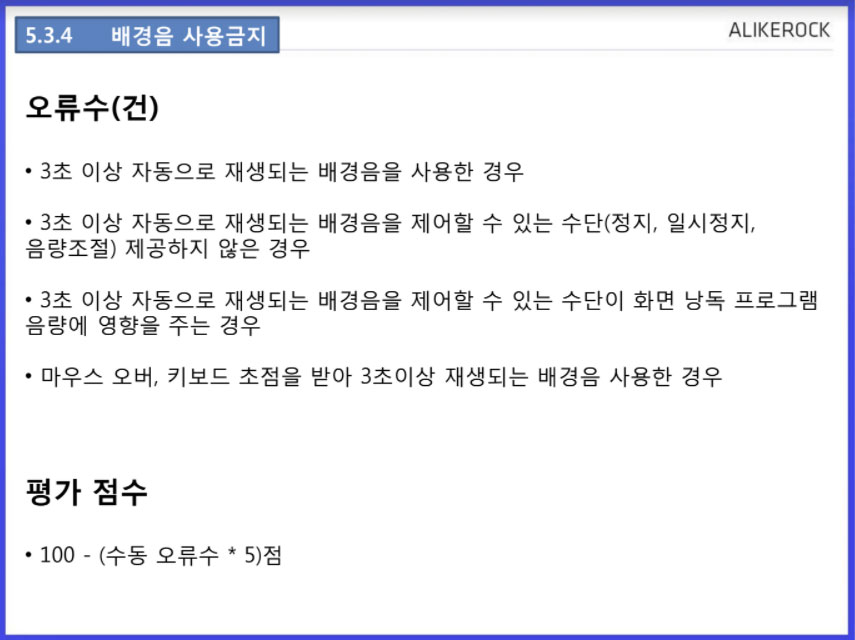 5.3.4 배경음 사용금지
ALIKEROCK
오류수(건)
• 3초 이상 자동으로 재생되는 배경음을 사용한 경우
• 3초 이상 자동으로 재생되는 배경음을 제어할 수 있는 수단(정지, 일시정지,
음량조절) 제공하지 않은 경우
• 3초 이상 자동으로 재생되는 배경음을 제어할 수 있는 수단이 화면 낭독 프로그램
음량에 영향을 주는 경우
• 마우스 오버, 키보드 초점을 받아 3초이상 재생되는 배경음 사용한 경우
평가 점수
• 100 - (수동 오류수 * 5)점